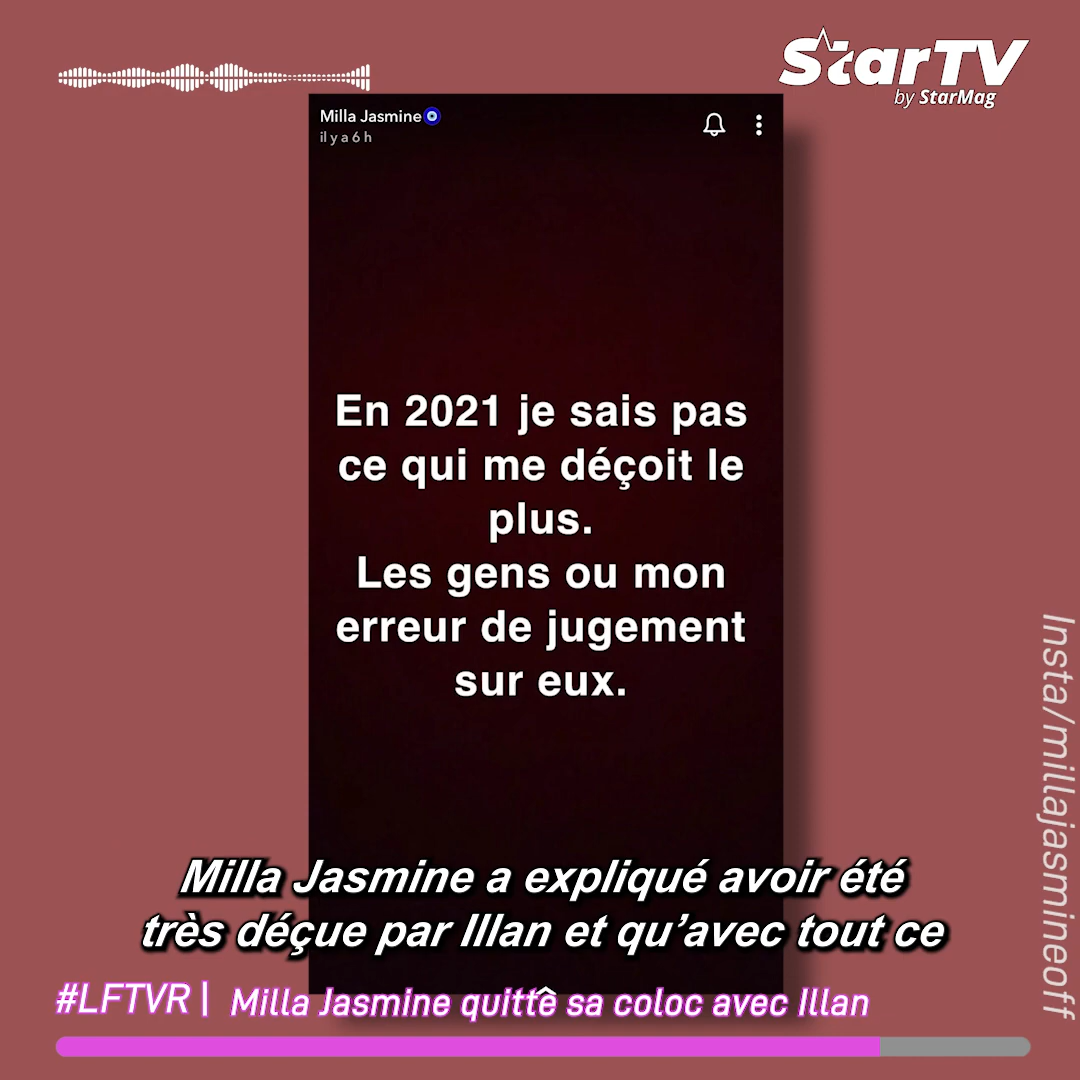 StarTV
by StarMag
Milla Jasmine
il y a 6 h
En 2021 je sais pas
ce qui me déçoit le
plus.
Les gens ou mon
erreur de jugement
sur eux.
Insta/millajasmineoff
Milla Jasmine a expliqué avoir été
très déçue par Illan et qu’avec tout ce
#LFTVR | Milla Jasmine quitte sa coloc avec Illan